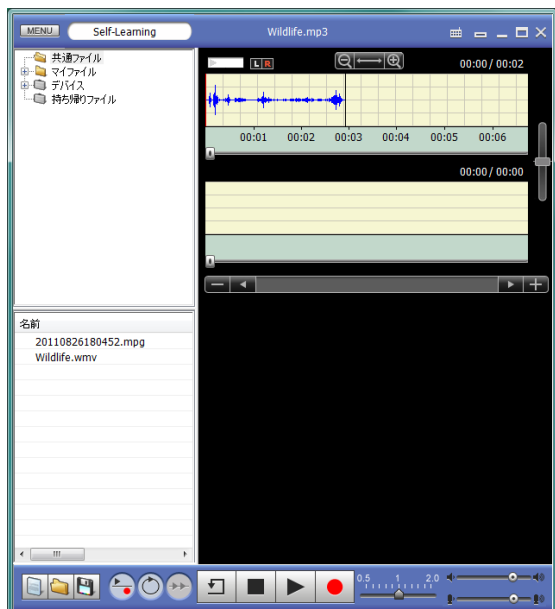 MENU Self-Learning Wildlife.mp3
共通ファイル
マイファイル
デバイス
持ち帰りファイル
L R 00:00 / 00:02
00:01 00:02 00:03 00:04 00:05 00:06
00:00 / 00:00
名前
20110826180452.mpg
Wildlife.wmv
0.5 1 2.0